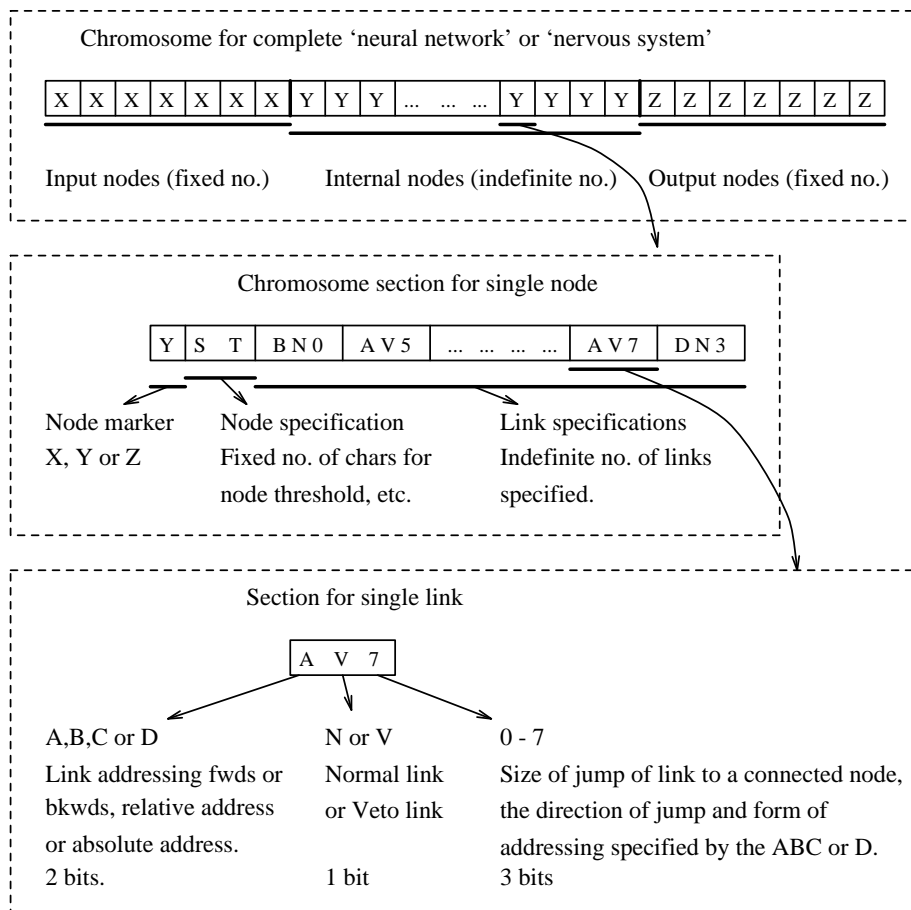 Chromosome for complete ‘neural network’ or ‘nervous system’
X X X X X X X Y Y Y ... ... ... Y Y Y Y Z Z Z Z Z Z Z
Input nodes (fixed no.) Internal nodes (indefinite no.) Output nodes (fixed no.)
Chromosome section for single node
Y S T B N 0 A V 5 ... ... ... ... A V 7 D N 3
Node marker
X, Y or Z
Node specification
Fixed no. of chars for
node threshold, etc.
Link specifications
Indefinite no. of links
specified.
Section for single link
A V 7
A,B,C or D
Link addressing fwds or
bkwds, relative address
or absolute address.
2 bits.
N or V
Normal link
or Veto link
1 bit
0 - 7
Size of jump of link to a connected node,
the direction of jump and form of
addressing specified by the ABC or D.
3 bits